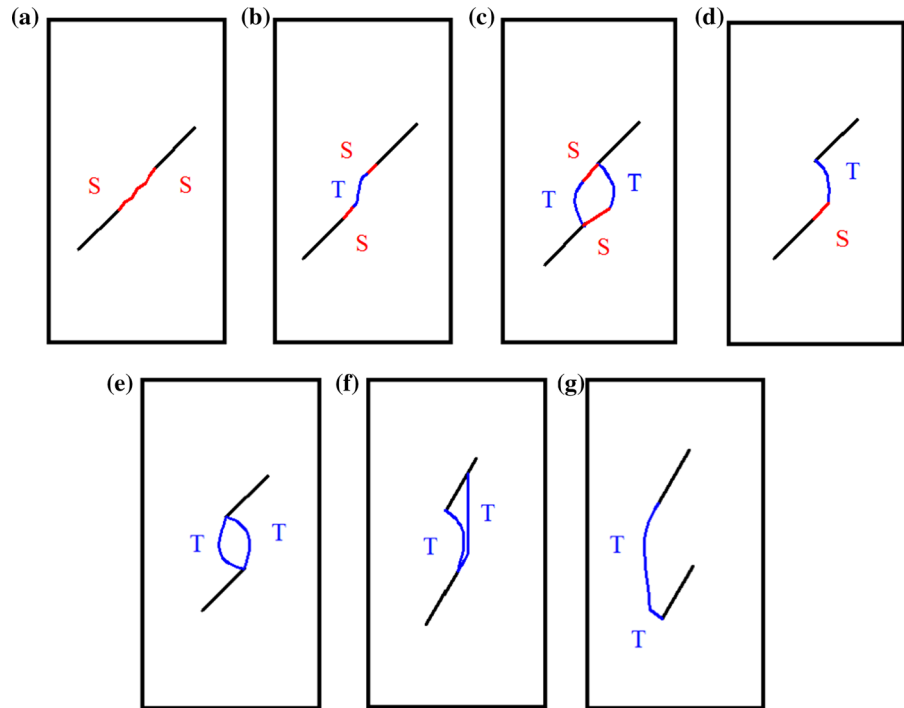 (a) (b) (c) (d)
S S
S T S
S T T S
T S
(e) (f) (g)
T T
T T
T T